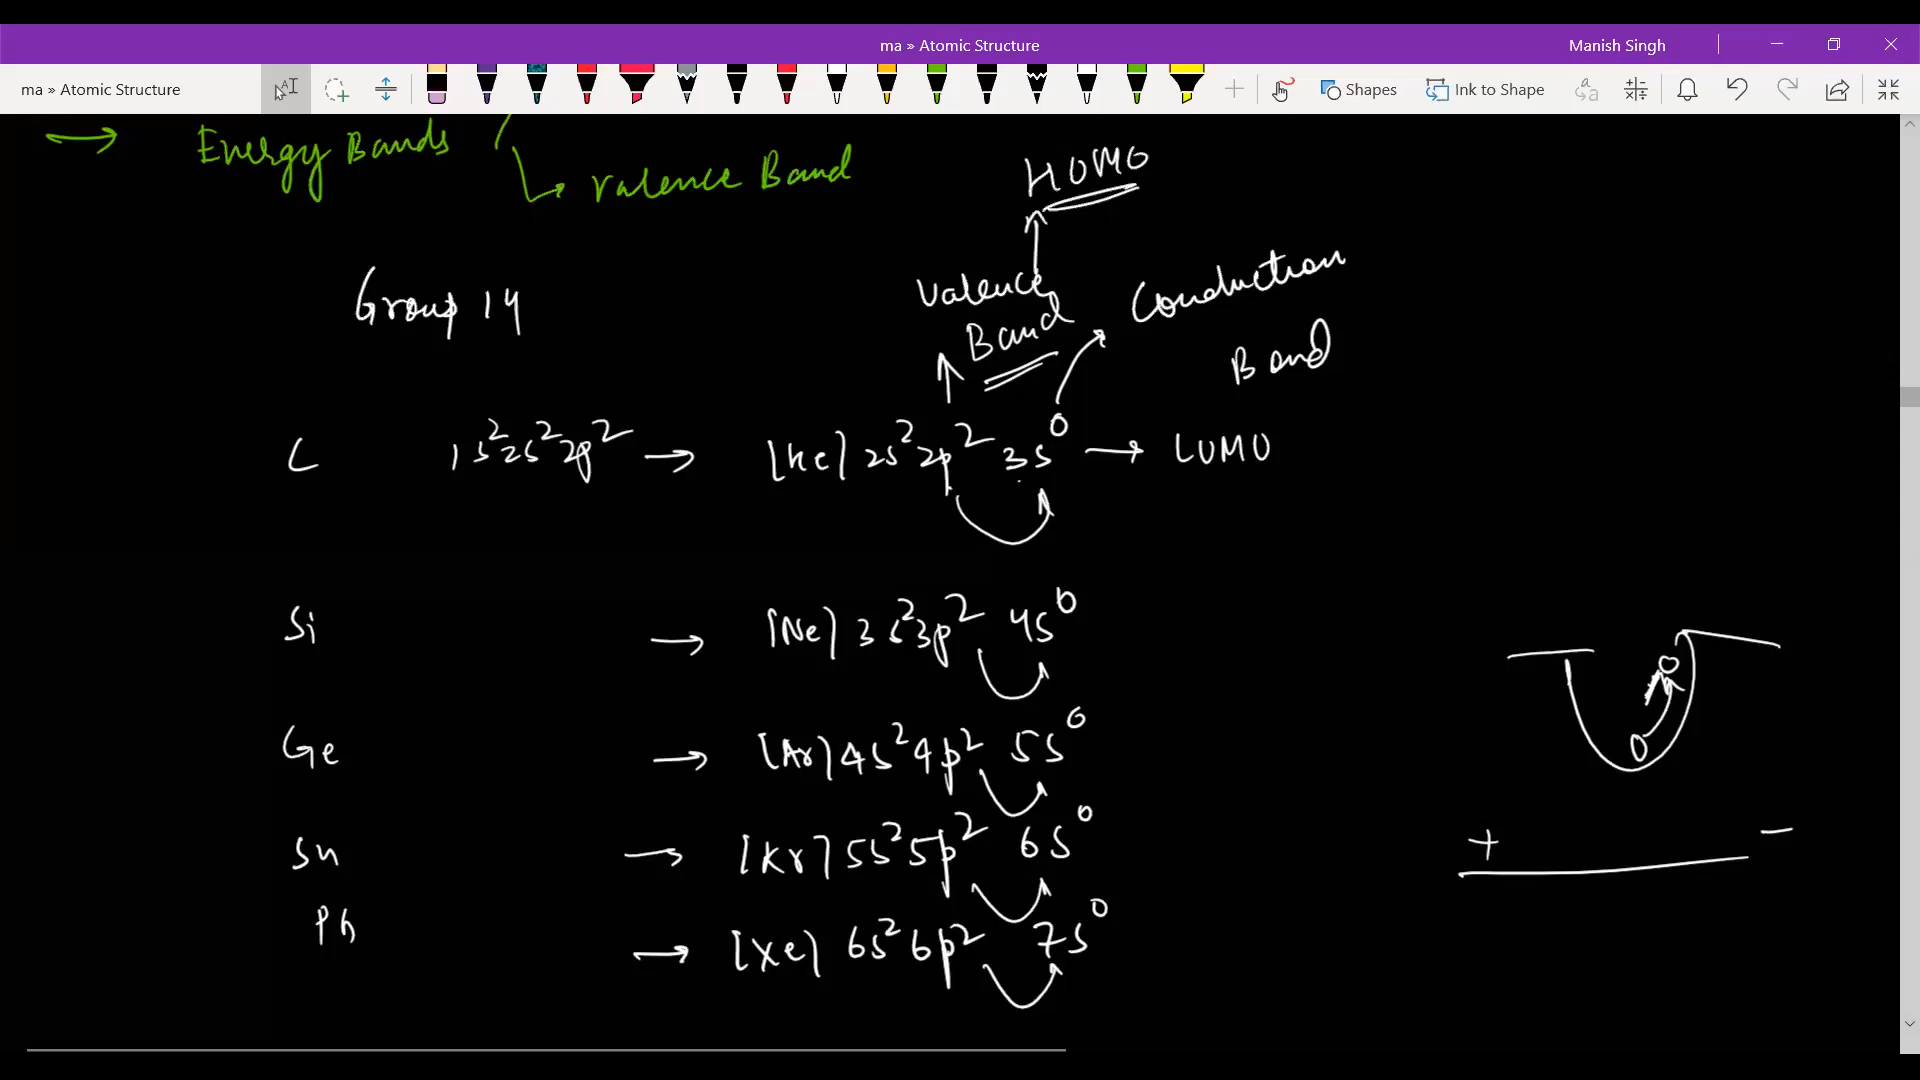 ma » Atomic Structure
Manish Singh
ma » Atomic Structure
Shapes
Ink to Shape
Energy Bands
Valence Band
HOMO
Group 14
Valence Band
Conduction Band
C 1s²2s²2p² → [He] 2s²2p² 3s⁰ → LUMO
Si → [Ne] 3s²3p² 4s⁰
Ge → [Ar] 4s²4p² 5s⁰
Sn → [Kr] 5s²5p² 6s⁰
Pb → [Xe] 6s²6p² 7s⁰
+ −